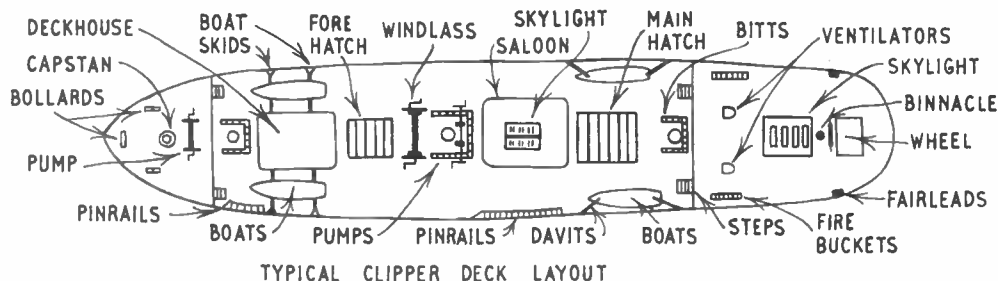 DECKHOUSE
BOAT
SKIDS
FORE
HATCH
WINDLASS
SKYLIGHT
SALOON
MAIN
HATCH
BITTS
VENTILATORS
CAPSTAN
SKYLIGHT
BOLLARDS
BINNACLE
PUMP
WHEEL
PINRAILS
BOATS
PUMPS
PINRAILS
DAVITS
BOATS
STEPS
FIRE
BUCKETS
FAIRLEADS
TYPICAL CLIPPER DECK LAYOUT